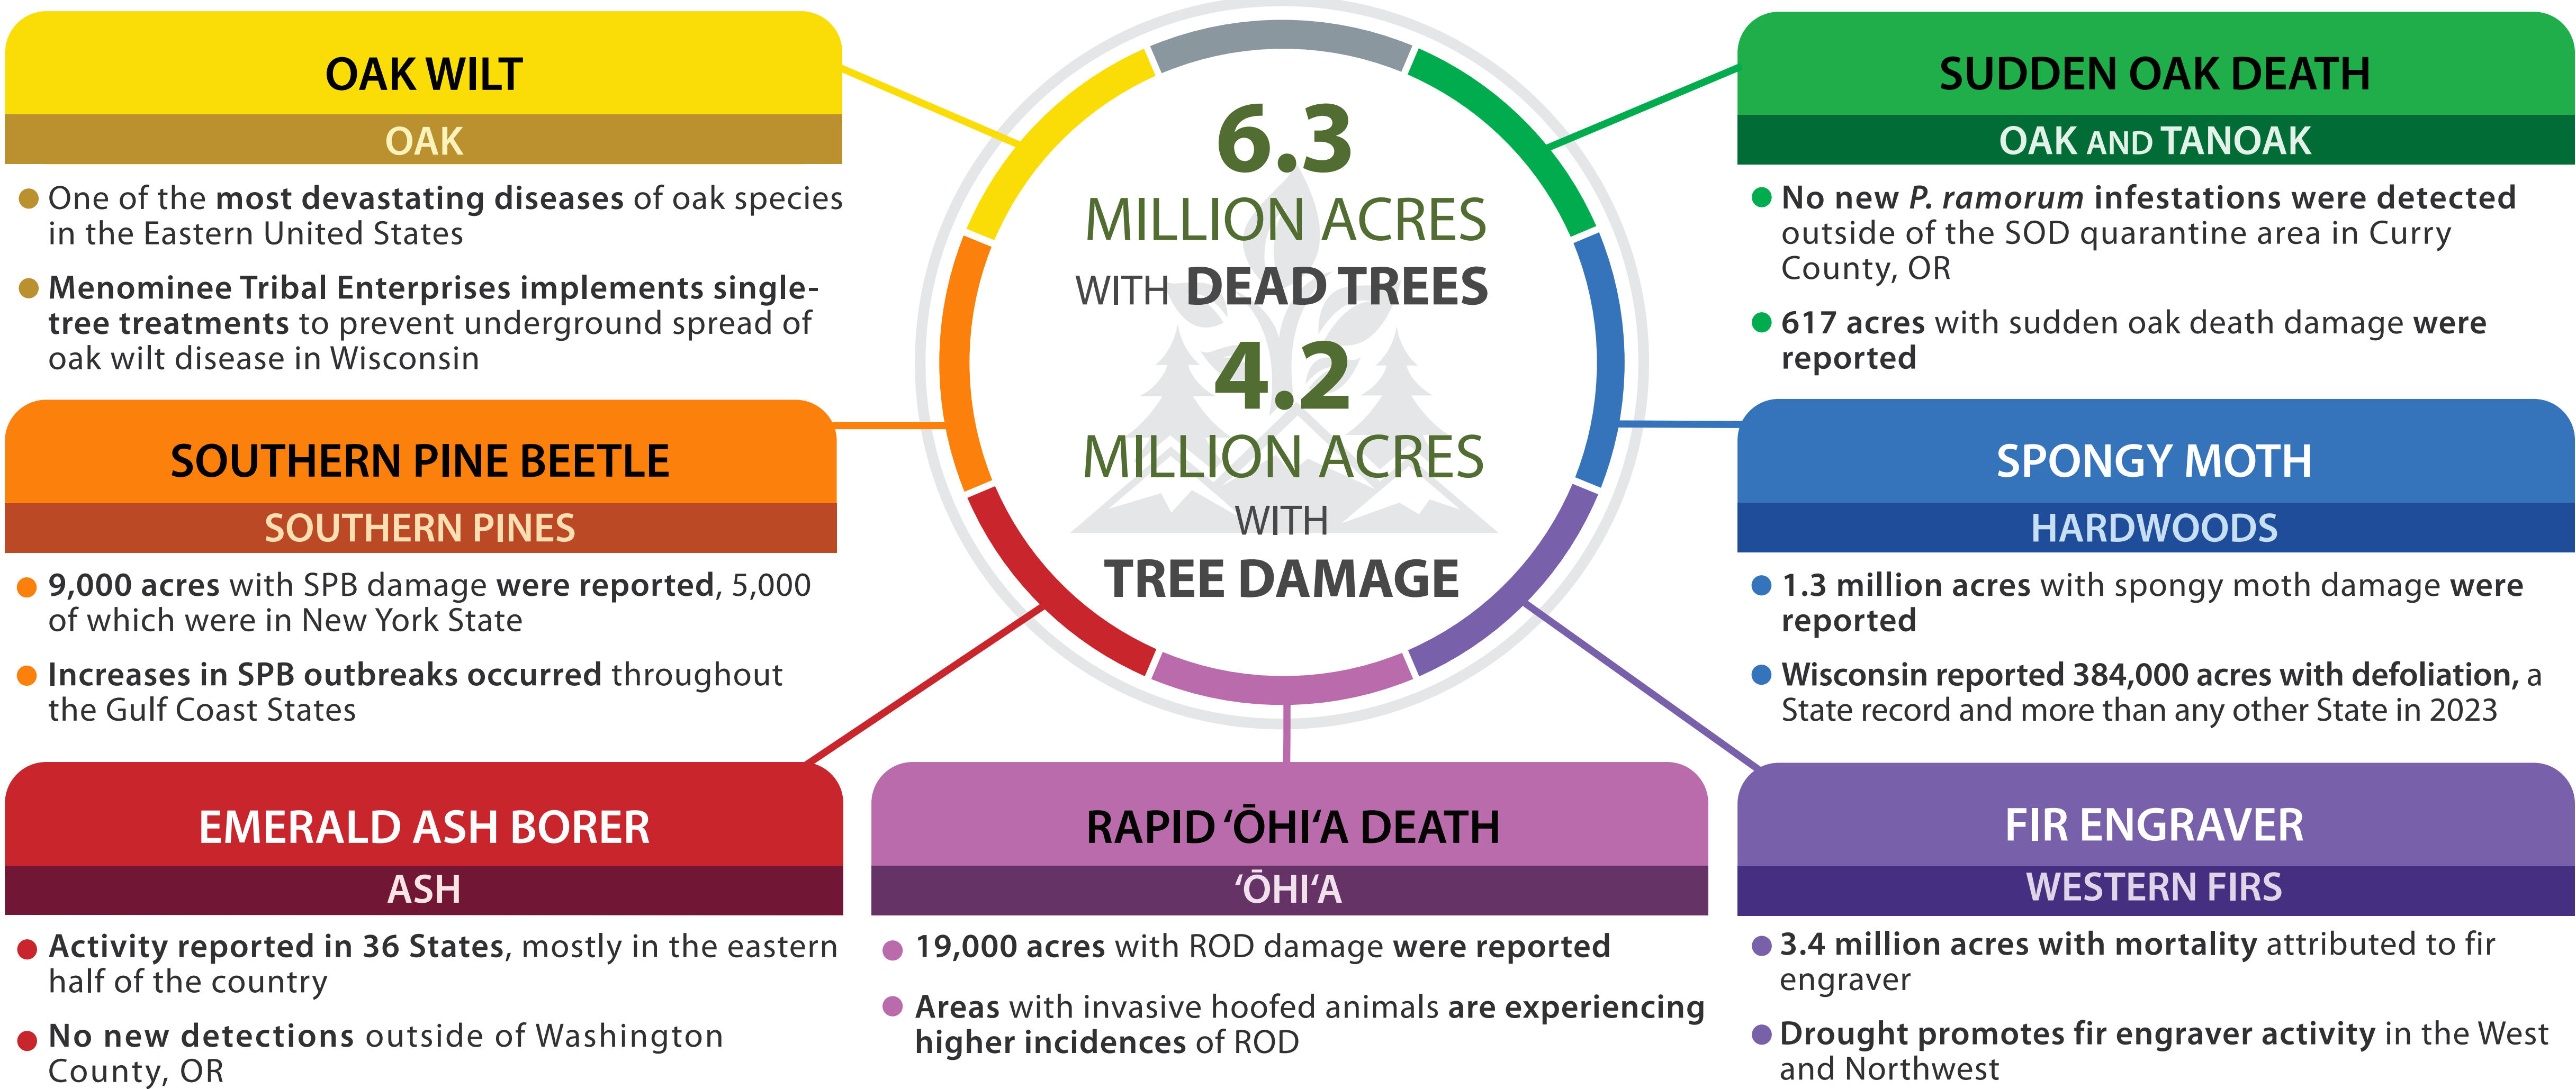 OAK WILT
OAK
One of the most devastating diseases of oak species
in the Eastern United States
Menominee Tribal Enterprises implements single-
tree treatments to prevent underground spread of
oak wilt disease in Wisconsin
SOUTHERN PINE BEETLE
SOUTHERN PINES
9,000 acres with SPB damage were reported, 5,000
of which were in New York State
Increases in SPB outbreaks occurred throughout
the Gulf Coast States
EMERALD ASH BORER
ASH
Activity reported in 36 States, mostly in the eastern
half of the country
No new detections outside of Washington
County, OR
6.3
MILLION ACRES
WITH DEAD TREES
4.2
MILLION ACRES
WITH
TREE DAMAGE
RAPID ‘ŌHI‘A DEATH
‘ŌHI‘A
19,000 acres with ROD damage were reported
Areas with invasive hoofed animals are experiencing
higher incidences of ROD
SUDDEN OAK DEATH
OAK AND TANOAK
No new P. ramorum infestations were detected
outside of the SOD quarantine area in Curry
County, OR
617 acres with sudden oak death damage were
reported
SPONGY MOTH
HARDWOODS
1.3 million acres with spongy moth damage were
reported
Wisconsin reported 384,000 acres with defoliation, a
State record and more than any other State in 2023
FIR ENGRAVER
WESTERN FIRS
3.4 million acres with mortality attributed to fir
engraver
Drought promotes fir engraver activity in the West
and Northwest